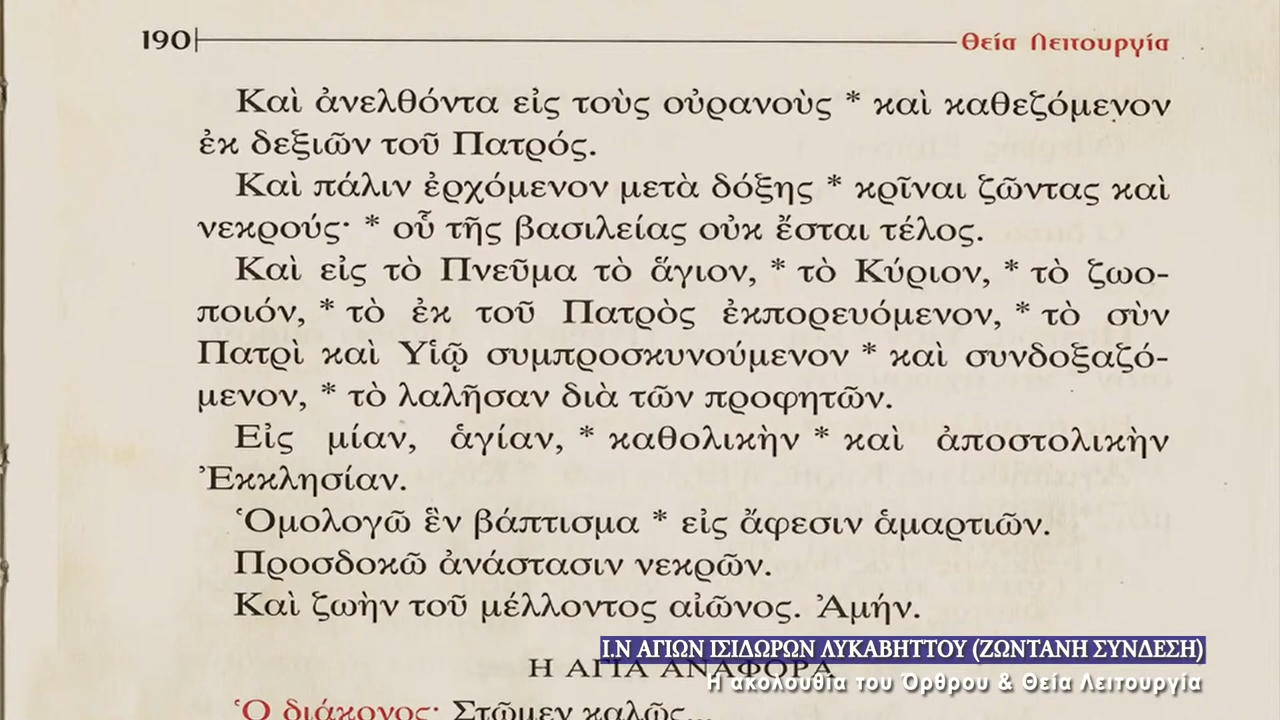 190 Θεία Λειτουργία
Καὶ ἀνελθόντα εἰς τοὺς οὐρανοὺς * καὶ καθεζόμενον
ἐκ δεξιῶν τοῦ Πατρός.
Καὶ πάλιν ἐρχόμενον μετὰ δόξης * κρῖναι ζῶντας καὶ
νεκρούς· * οὗ τῆς βασιλείας οὐκ ἔσται τέλος.
Καὶ εἰς τὸ Πνεῦμα τὸ ἅγιον, * τὸ Κύριον, * τὸ ζωο-
ποιόν, * τὸ ἐκ τοῦ Πατρὸς ἐκπορευόμενον, * τὸ σὺν
Πατρὶ καὶ Υἱῷ συμπροσκυνούμενον * καὶ συνδοξαζό-
μενον, * τὸ λαλῆσαν διὰ τῶν προφητῶν.
Εἰς μίαν, ἁγίαν, * καθολικὴν * καὶ ἀποστολικὴν
Ἐκκλησίαν.
Ὁμολογῶ ἓν βάπτισμα * εἰς ἄφεσιν ἁμαρτιῶν.
Προσδοκῶ ἀνάστασιν νεκρῶν.
Καὶ ζωὴν τοῦ μέλλοντος αἰῶνος. Ἀμήν.
Ι.Ν ΑΓΙΩΝ ΙΣΙΔΩΡΩΝ ΛΥΚΑΒΗΤΤΟΥ (ΖΩΝΤΑΝΗ ΣΥΝΔΕΣΗ)
Η ΑΓΙΑ ΑΝΑΦΟΡΑ
Η ακολουθία του Όρθρου & Θεία Λειτουργία
Ὁ διάκονος· Στῶμεν καλῶς...